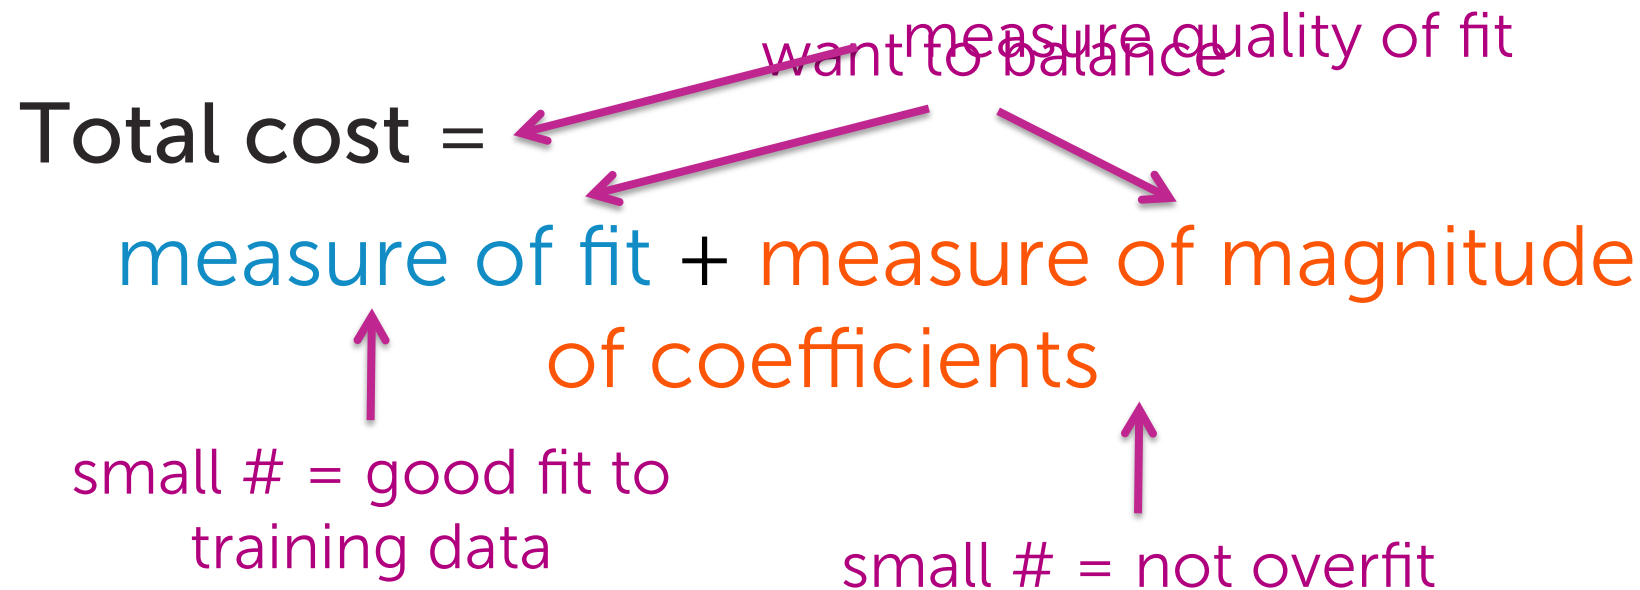 measure quality of fit
want to balance
Total cost =
measure of fit + measure of magnitude
of coefficients
small # = good fit to
training data
small # = not overfit